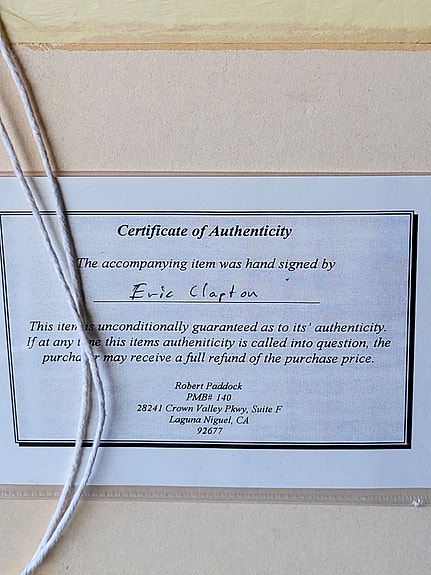 Certificate of Authenticity
The accompanying item was hand signed by
Eric Clapton
This item is unconditionally guaranteed as to its' authenticity.
If at any time this items autheniticity is called into question, the
purchaser may receive a full refund of the purchase price.
Robert Paddock
PMB# 140
28241 Crown Valley Pkwy, Suite F
Laguna Niguel, CA
92677